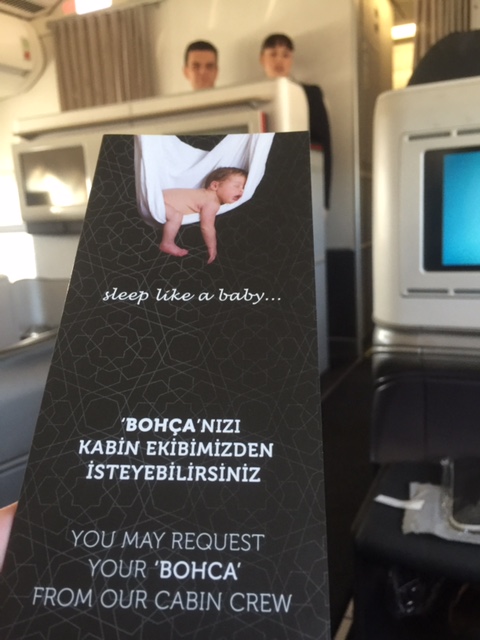 sleep like a baby...
'BOHÇA'NIZI
KABİN EKİBİMİZDEN
İSTEYEBİLİRSİNİZ
YOU MAY REQUEST
YOUR 'BOHCA'
FROM OUR CABIN CREW